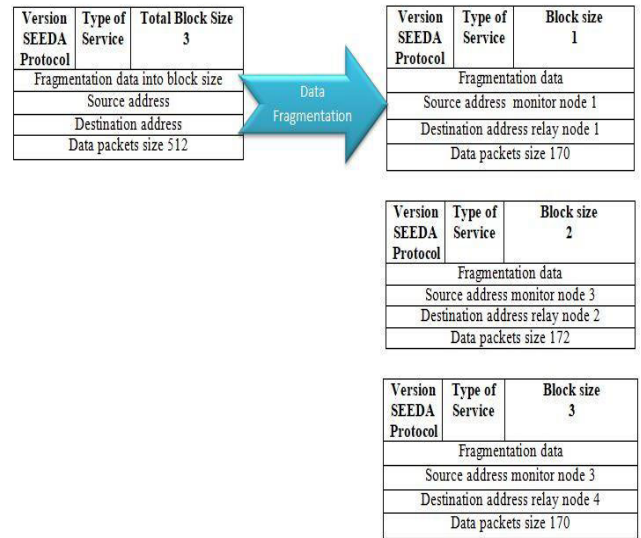 Version SEEDA Protocol
Type of Service
Total Block Size 3
Fragmentation data into block size
Source address
Destination address
Data packets size 512
Data Fragmentation
Version SEEDA Protocol
Type of Service
Block size 1
Fragmentation data
Source address monitor node 1
Destination address relay node 1
Data packets size 170
Version SEEDA Protocol
Type of Service
Block size 2
Fragmentation data
Source address monitor node 3
Destination address relay node 2
Data packets size 172
Version SEEDA Protocol
Type of Service
Block size 3
Fragmentation data
Source address monitor node 3
Destination address relay node 4
Data packets size 170